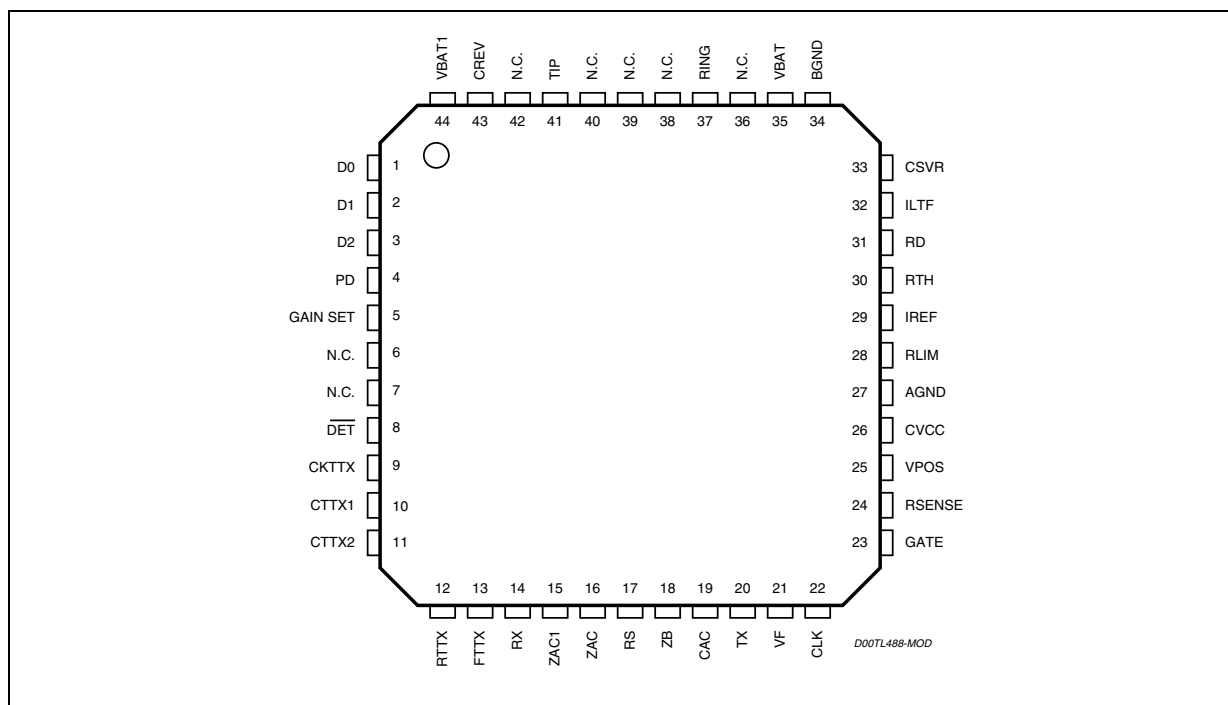 VBAT1 CREV N.C. TIP N.C. N.C. N.C. RING N.C. VBAT BGND
44 43 42 41 40 39 38 37 36 35 34
D0 1 33 CSVR
D1 2 32 ILTF
D2 3 31 RD
PD 4 30 RTH
GAIN SET 5 29 IREF
N.C. 6 28 RLIM
N.C. 7 27 AGND
DET 8 26 CVCC
CKTTX 9 25 VPOS
CTTX1 10 24 RSENSE
CTTX2 11 23 GATE
12 13 14 15 16 17 18 19 20 21 22
RTTX FTTX RX ZAC1 ZAC RS ZB CAC TX VF CLK
D00TL488-MOD